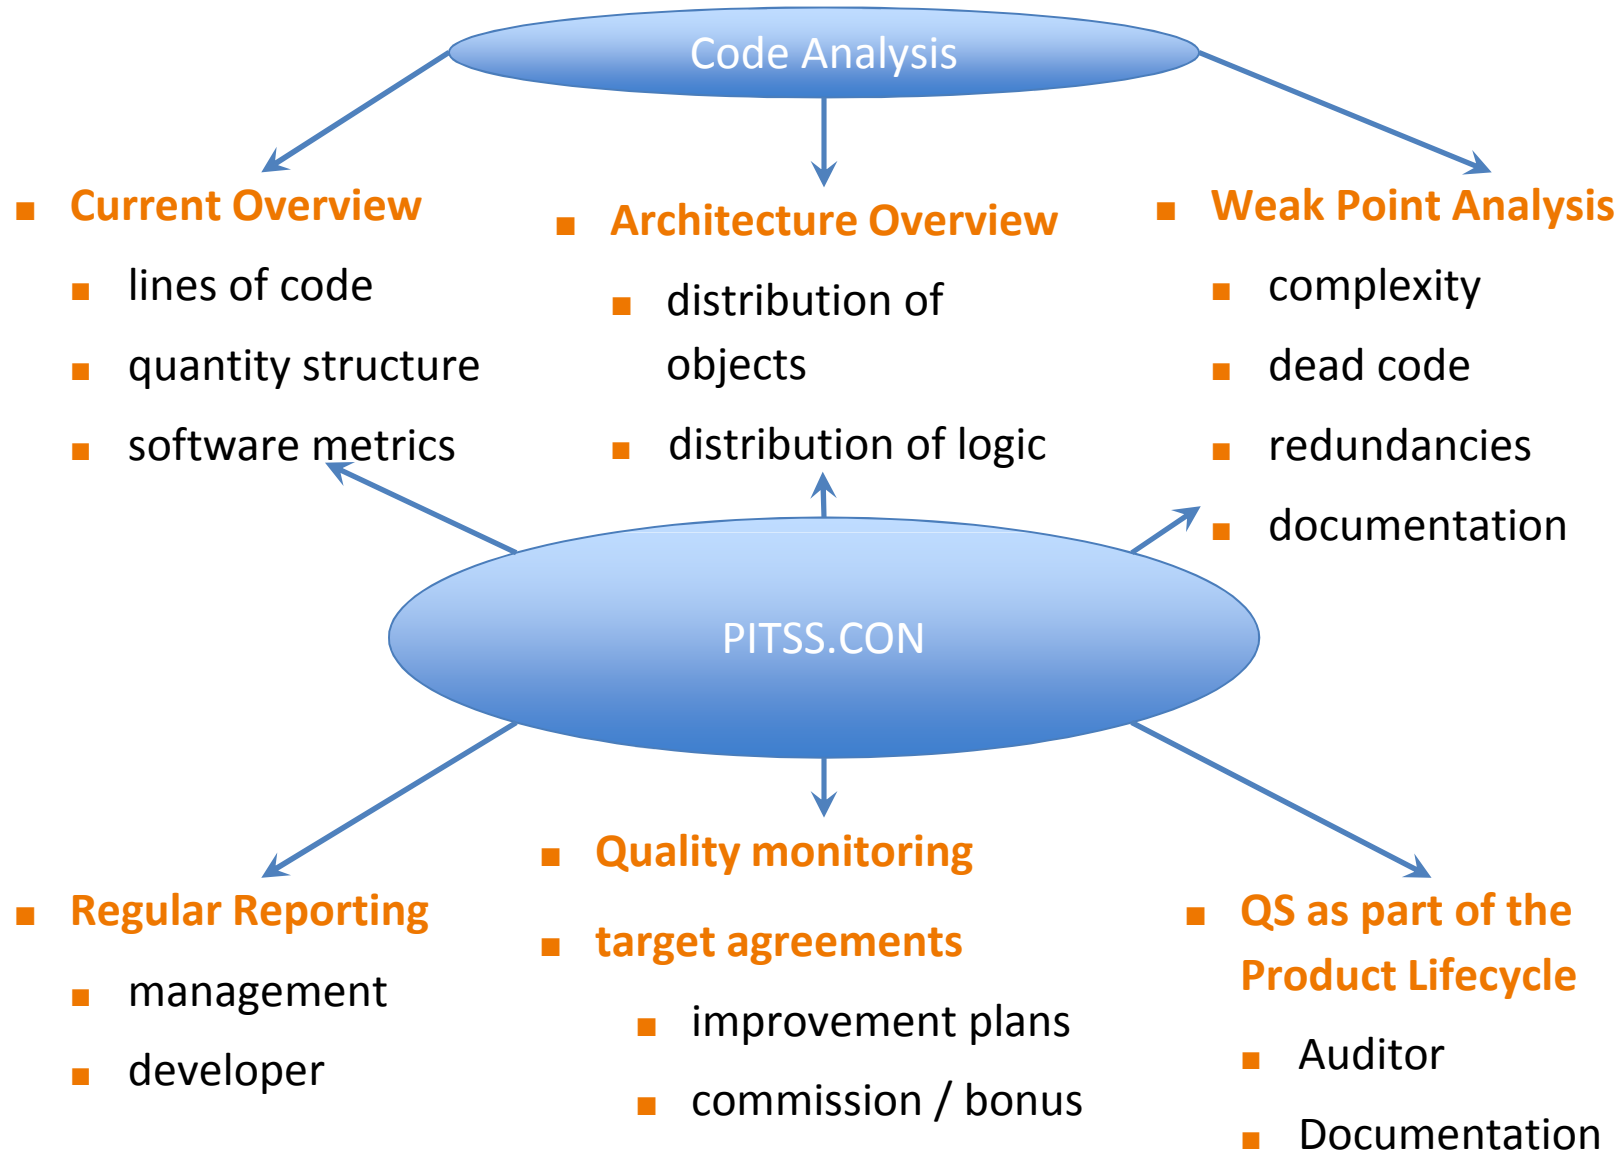 Code Analysis
Current Overview
lines of code
quantity structure
software metrics
Architecture Overview
distribution of
objects
distribution of logic
Weak Point Analysis
complexity
dead code
redundancies
documentation
PITSS.CON
Regular Reporting
management
developer
Quality monitoring
target agreements
improvement plans
commission / bonus
QS as part of the
Product Lifecycle
Auditor
Documentation